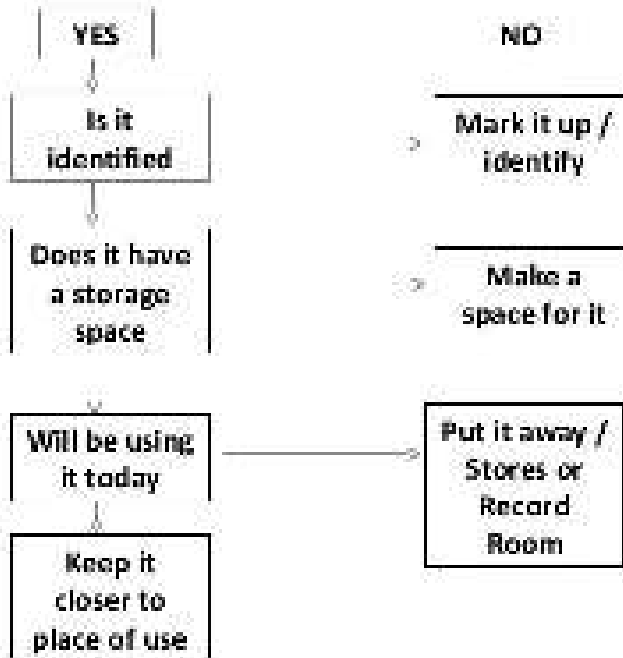 YES
NO
Is it
identified
Mark it up /
identify
Does it have
a storage
space
Make a
space for it
Will be using
it today
Put it away /
Stores or
Record
Room
Keep it
closer to
place of use